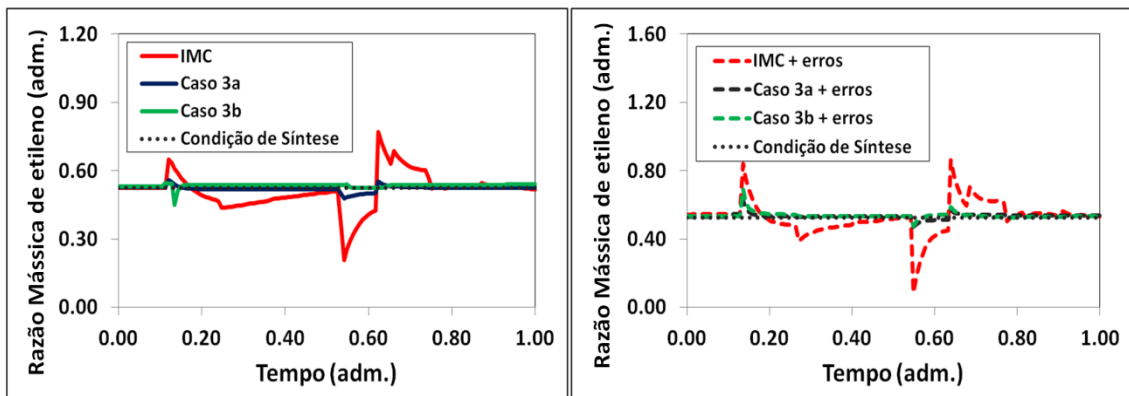 Razão Mássica de etileno (adm.)
1.20
0.90
0.60
0.30
0.00
IMC
Caso 3a
Caso 3b
Condição de Síntese
0.00 0.20 0.40 0.60 0.80 1.00
Tempo (adm.)
Razão Mássica de etileno (adm.)
1.60
1.20
0.80
0.40
0.00
IMC + erros
Caso 3a + erros
Caso 3b + erros
Condição de Síntese
0.00 0.20 0.40 0.60 0.80 1.00
Tempo (adm.)